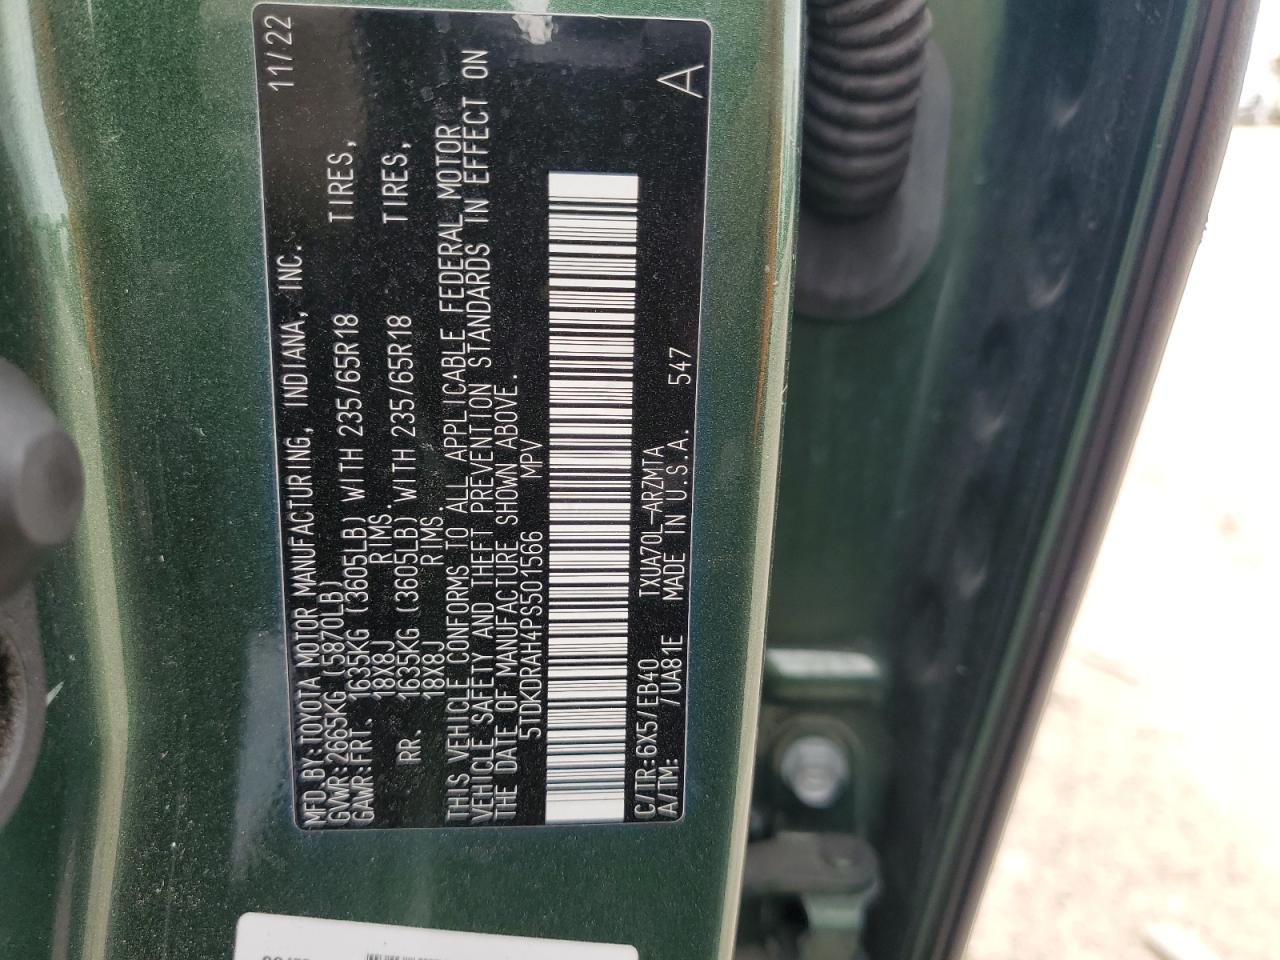 MFD.BY:TOYOTA MOTOR MANUFACTURING, INDIANA, INC. 11/22
GVWR:2665KG (5870LB)
GAWR:FRT. 1635KG (3605LB) WITH 235/65R18 TIRES,
18X8J RIMS.
RR. 1635KG (3605LB) WITH 235/65R18 TIRES,
18X8J RIMS.
THIS VEHICLE CONFORMS TO ALL APPLICABLE FEDERAL MOTOR
VEHICLE SAFETY AND THEFT PREVENTION STANDARDS IN EFFECT ON
THE DATE OF MANUFACTURE SHOWN ABOVE.
5TDKDRAH4PS501566 MPV
C/TR:6X5/EB40 TXUA70L-ARZMTA
A/TM: /UA81E MADE IN U.S.A. 547 A